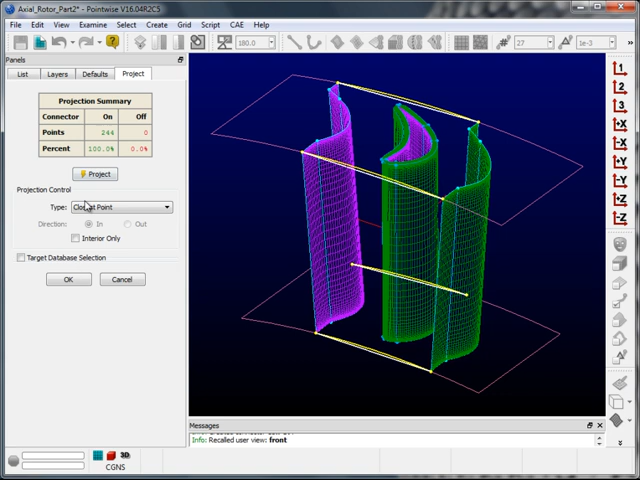 Axial_Rotor_Part2* - Pointwise V16.04R2C5
File Edit View Examine Select Create Grid Script CAE Help
180.0 27 1e-3
Panels
List Layers Defaults Project
Projection Summary
Connector On Off
Points 244 0
Percent 100.0% 0.0%
Project
Projection Control
Type: Closest Point
Direction: In Out
Interior Only
Target Database Selection
OK Cancel
1
2
3
+X
-X
+Y
-Y
+Z
-Z
Messages
Info: Recalled user view: front
3D
CGNS